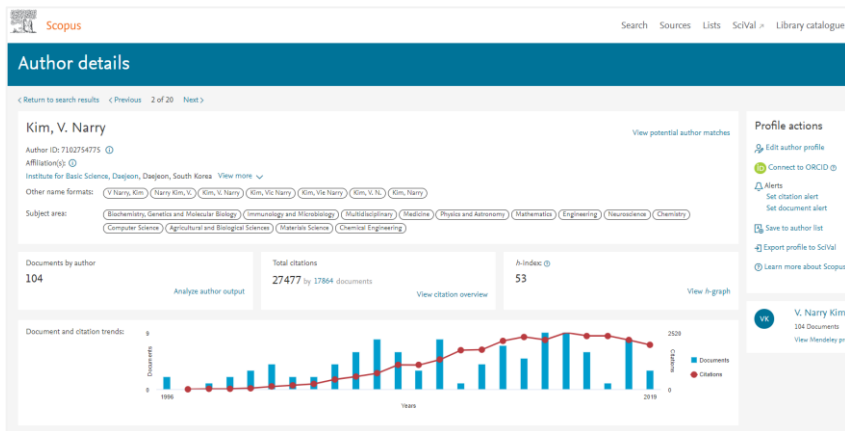 Scopus
Search Sources Lists SciVal Library catalogue
Author details
< Return to search results < Previous 2 of 20 Next >
Kim, V. Narry
View potential author matches
Author ID: 7102754775
Affiliation(s):
Institute for Basic Science, Daejeon, Daejeon, South Korea View more
Other name formats: V Narry, Kim Narry Kim, V. Kim, V. Narry Kim, Vic Narry Kim, Vie Narry Kim, V. N. Kim, Narry
Subject area: Biochemistry, Genetics and Molecular Biology Immunology and Microbiology Multidisciplinary Medicine Physics and Astronomy Mathematics Engineering Neuroscience Chemistry
Computer Science Agricultural and Biological Sciences Materials Science Chemical Engineering
Documents by author
104
Analyze author output
Total citations
27477 by 17864 documents
View citation overview
h-index:
53
View h-graph
Document and citation trends:
9
Documents
0
1996
Years
2019
2529
Citations
0
Documents
Citations
Profile actions
Edit author profile
iD Connect to ORCID
Alerts
Set citation alert
Set document alert
Save to author list
Export profile to SciVal
Learn more about Scopus
VK
V. Narry Kim
104 Documents
View Mendeley pr